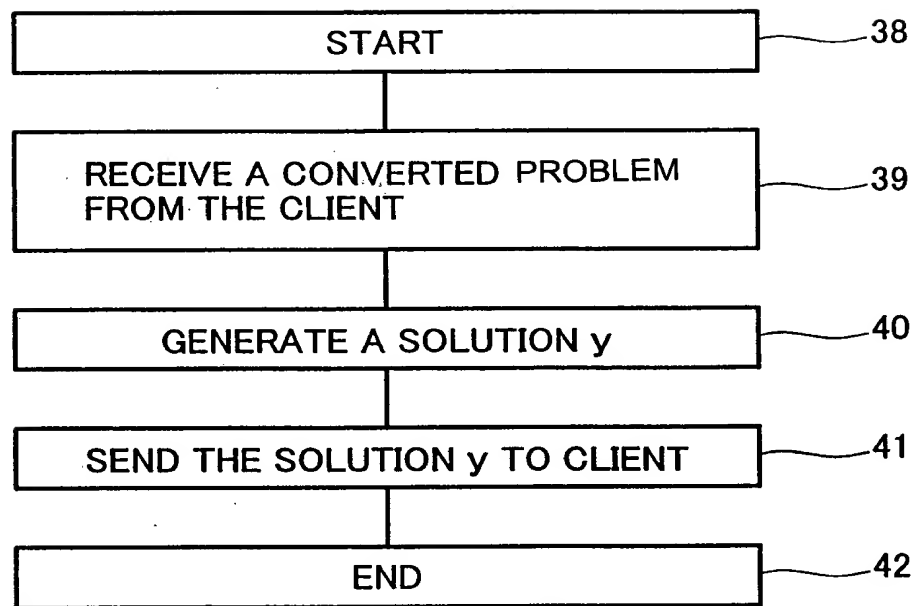 START
38
RECEIVE A CONVERTED PROBLEM
FROM THE CLIENT
39
GENERATE A SOLUTION y
40
SEND THE SOLUTION y TO CLIENT
41
END
42